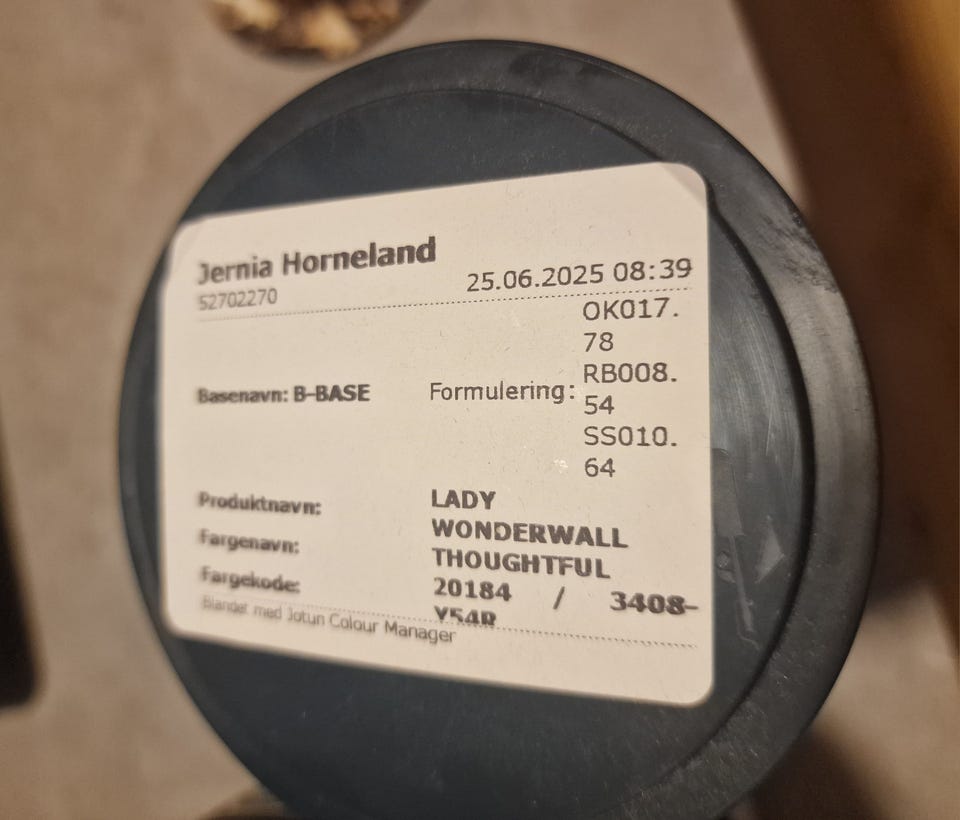 Jernia Horneland
52702270
25.06.2025 08:39
Basenavn: B-BASE
Formulering:
OK017.
78
RB008.
54
SS010.
64
Produktnavn: LADY
WONDERWALL
Fargenavn: THOUGHTFUL
Fargekode: 20184 / 3408-
Y54R
Blandet med Jotun Colour Manager